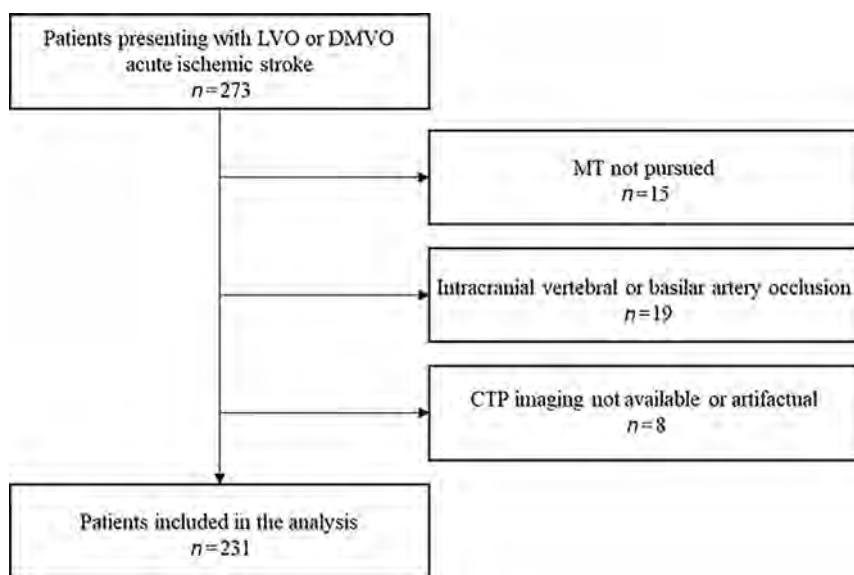 Patients presenting with LVO or DMVO
acute ischemic stroke
n=273
MT not pursued
n=15
Intracranial vertebral or basilar artery occlusion
n=19
CTP imaging not available or artifactual
n=8
Patients included in the analysis
n=231